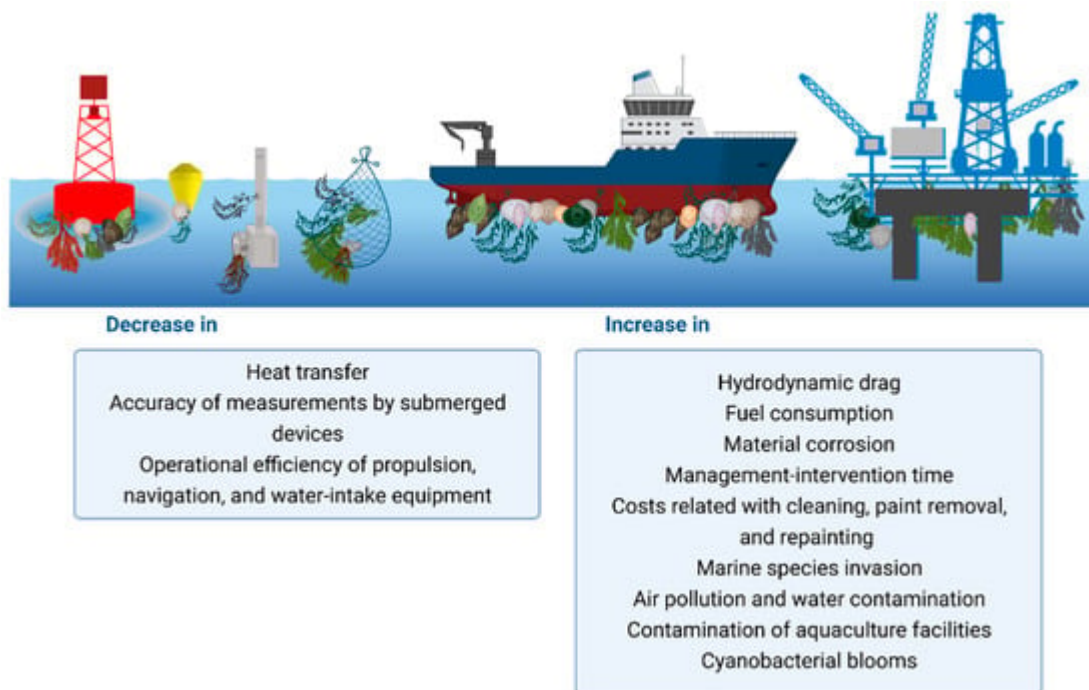 Decrease in
Heat transfer
Accuracy of measurements by submerged
devices
Operational efficiency of propulsion,
navigation, and water-intake equipment
Increase in
Hydrodynamic drag
Fuel consumption
Material corrosion
Management-intervention time
Costs related with cleaning, paint removal,
and repainting
Marine species invasion
Air pollution and water contamination
Contamination of aquaculture facilities
Cyanobacterial blooms